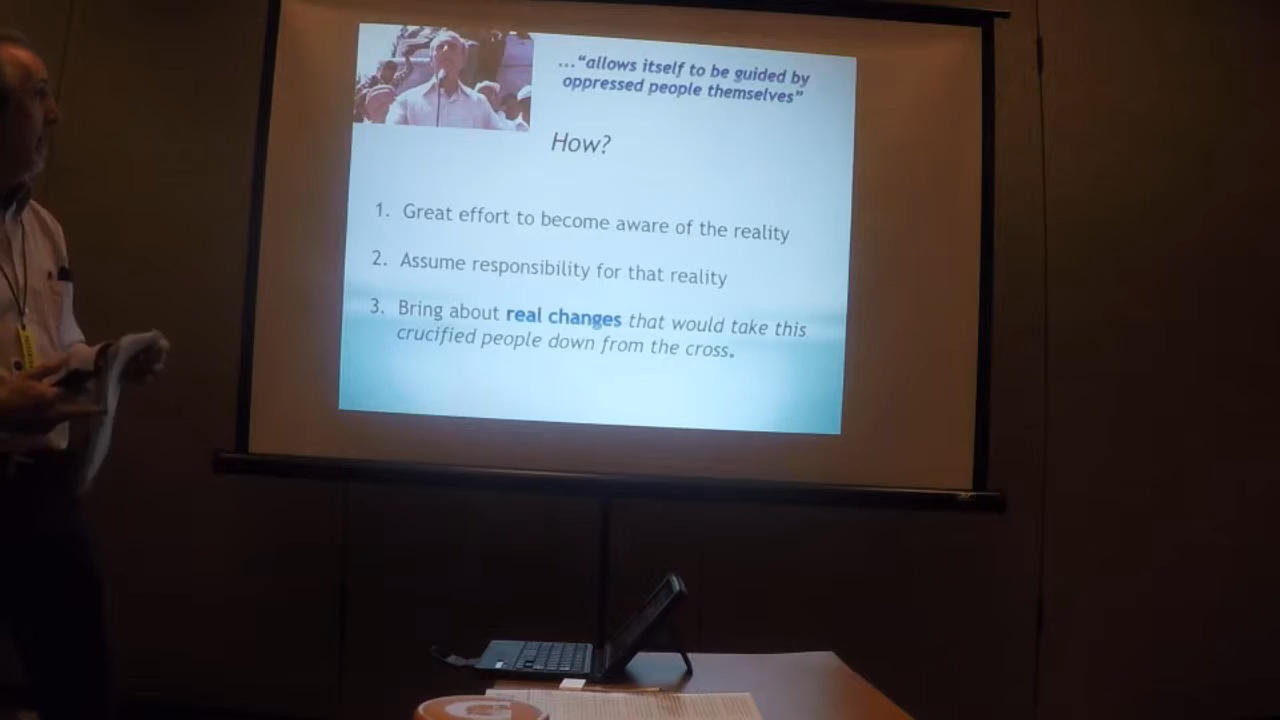 …“allows itself to be guided by
oppressed people themselves”
How?
1. Great effort to become aware of the reality
2. Assume responsibility for that reality
3. Bring about real changes that would take this
crucified people down from the cross.